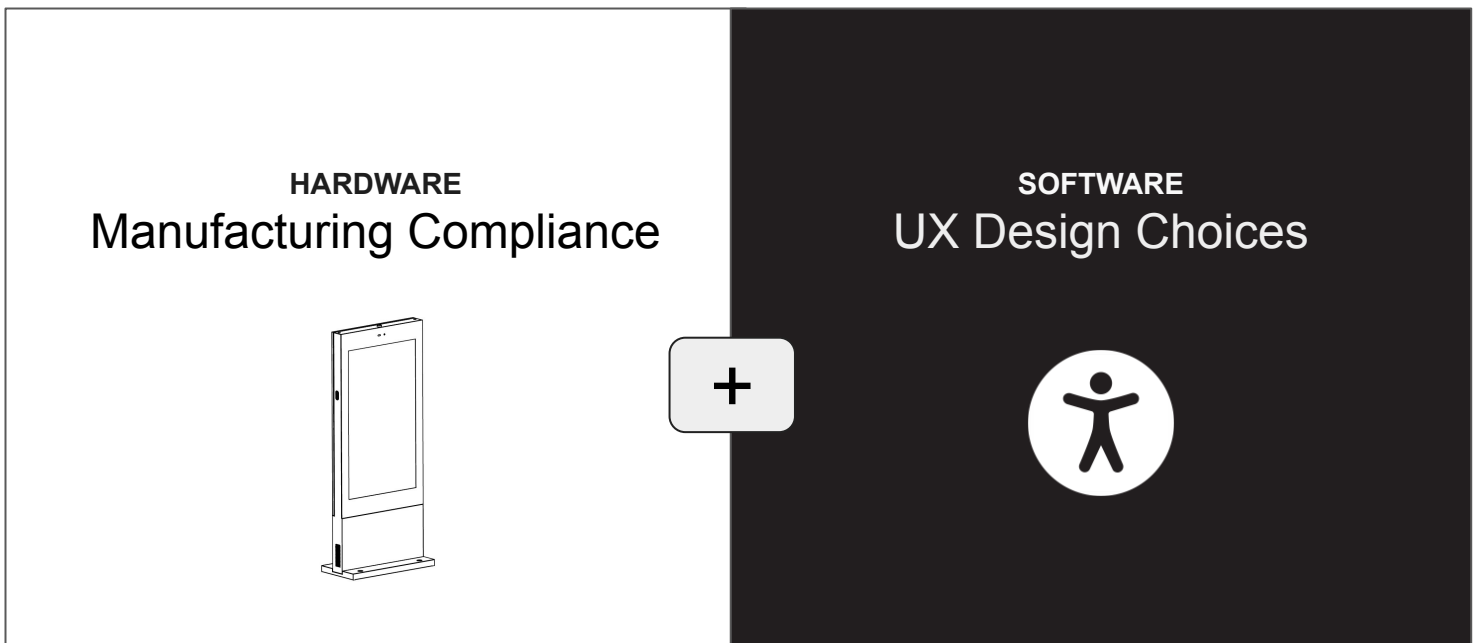 HARDWARE
Manufacturing Compliance
SOFTWARE
UX Design Choices
+